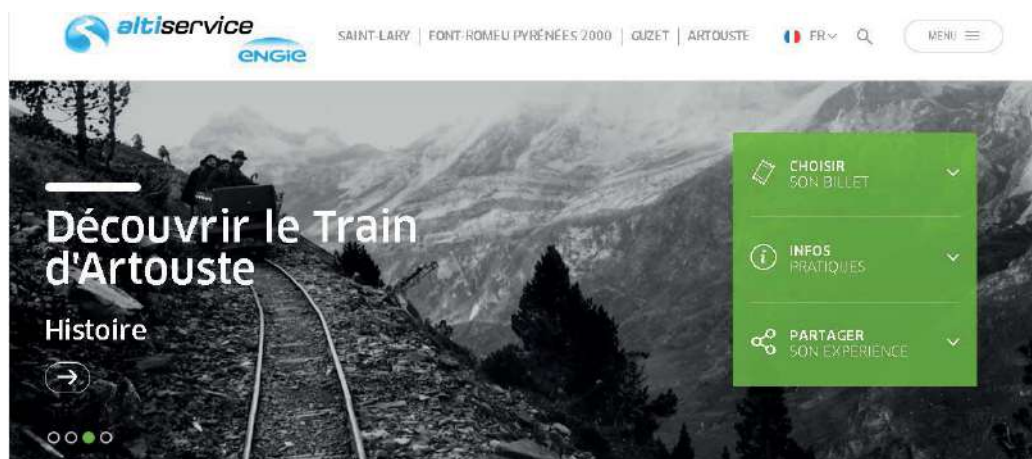 altiservice
ENGIE
SAINT-LARY | FONT-ROMEU PYRÉNÉES 2000 | GUZET | ARTOUSTE
FR
MENU
Découvrir le Train
d'Artouste
Histoire
CHOISIR
SON BILLET
INFOS
PRATIQUES
PARTAGER
SON EXPÉRIENCE